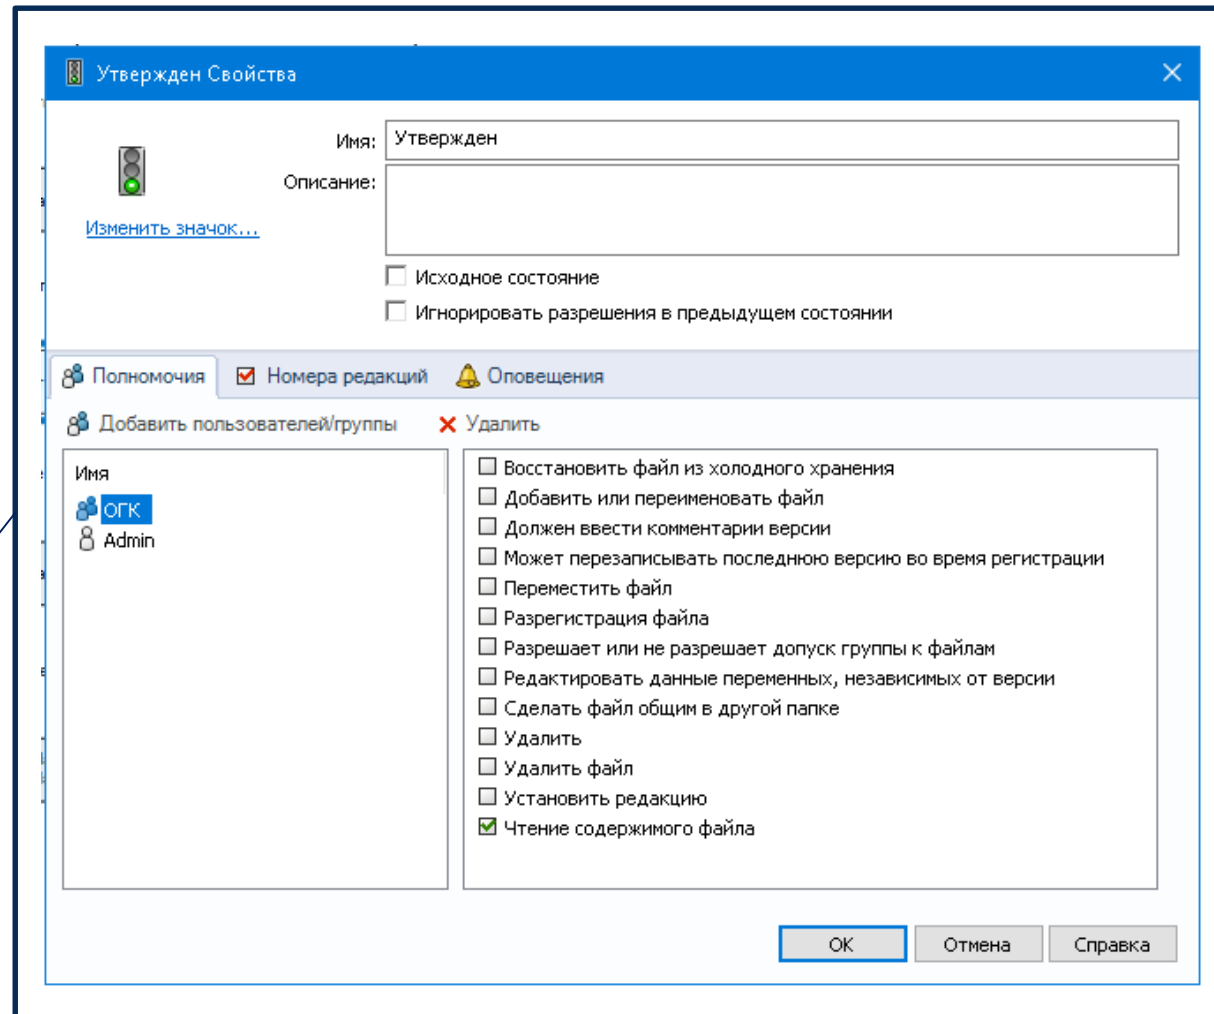 Утвержден Свойства
Имя:
Утвержден
Описание:
Изменить значок...
Исходное состояние
Игнорировать разрешения в предыдущем состоянии
Полномочия
Номера редакций
Оповещения
Добавить пользователей/группы
Удалить
Имя
ОГК
Admin
Восстановить файл из холодного хранения
Добавить или переименовать файл
Должен ввести комментарии версии
Может перезаписывать последнюю версию во время регистрации
Переместить файл
Разрегистрация файла
Разрешает или не разрешает допуск группы к файлам
Редактировать данные переменных, независимых от версии
Сделать файл общим в другой папке
Удалить
Удалить файл
Установить редакцию
Чтение содержимого файла
OK
Отмена
Справка